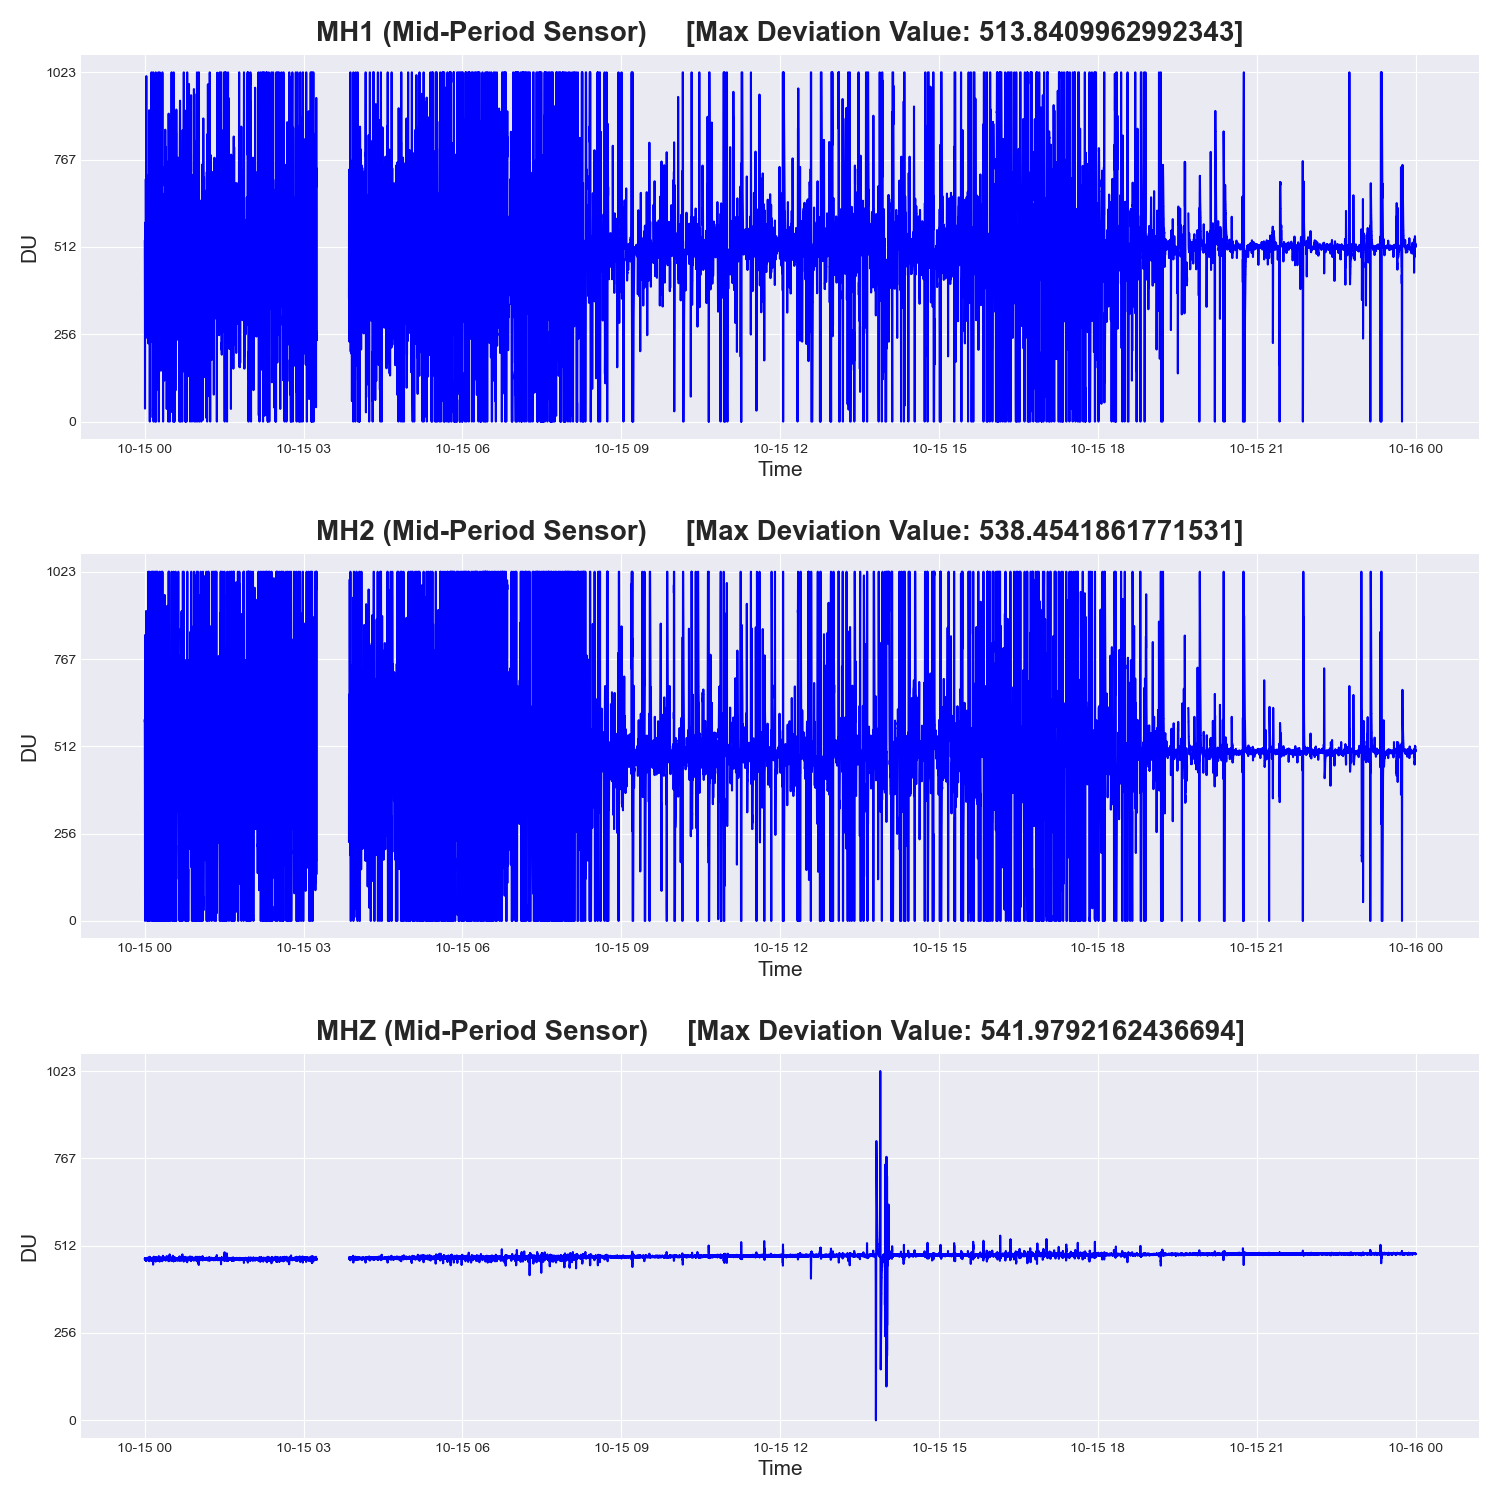 MH1 (Mid-Period Sensor) [Max Deviation Value: 513.8409962992343]
1023
767
512
256
0
DU
10-15 00 10-15 03 10-15 06 10-15 09 10-15 12 10-15 15 10-15 18 10-15 21 10-16 00
Time
MH2 (Mid-Period Sensor) [Max Deviation Value: 538.4541861771531]
1023
767
512
256
0
DU
10-15 00 10-15 03 10-15 06 10-15 09 10-15 12 10-15 15 10-15 18 10-15 21 10-16 00
Time
MHZ (Mid-Period Sensor) [Max Deviation Value: 541.9792162436694]
1023
767
512
256
0
DU
10-15 00 10-15 03 10-15 06 10-15 09 10-15 12 10-15 15 10-15 18 10-15 21 10-16 00
Time